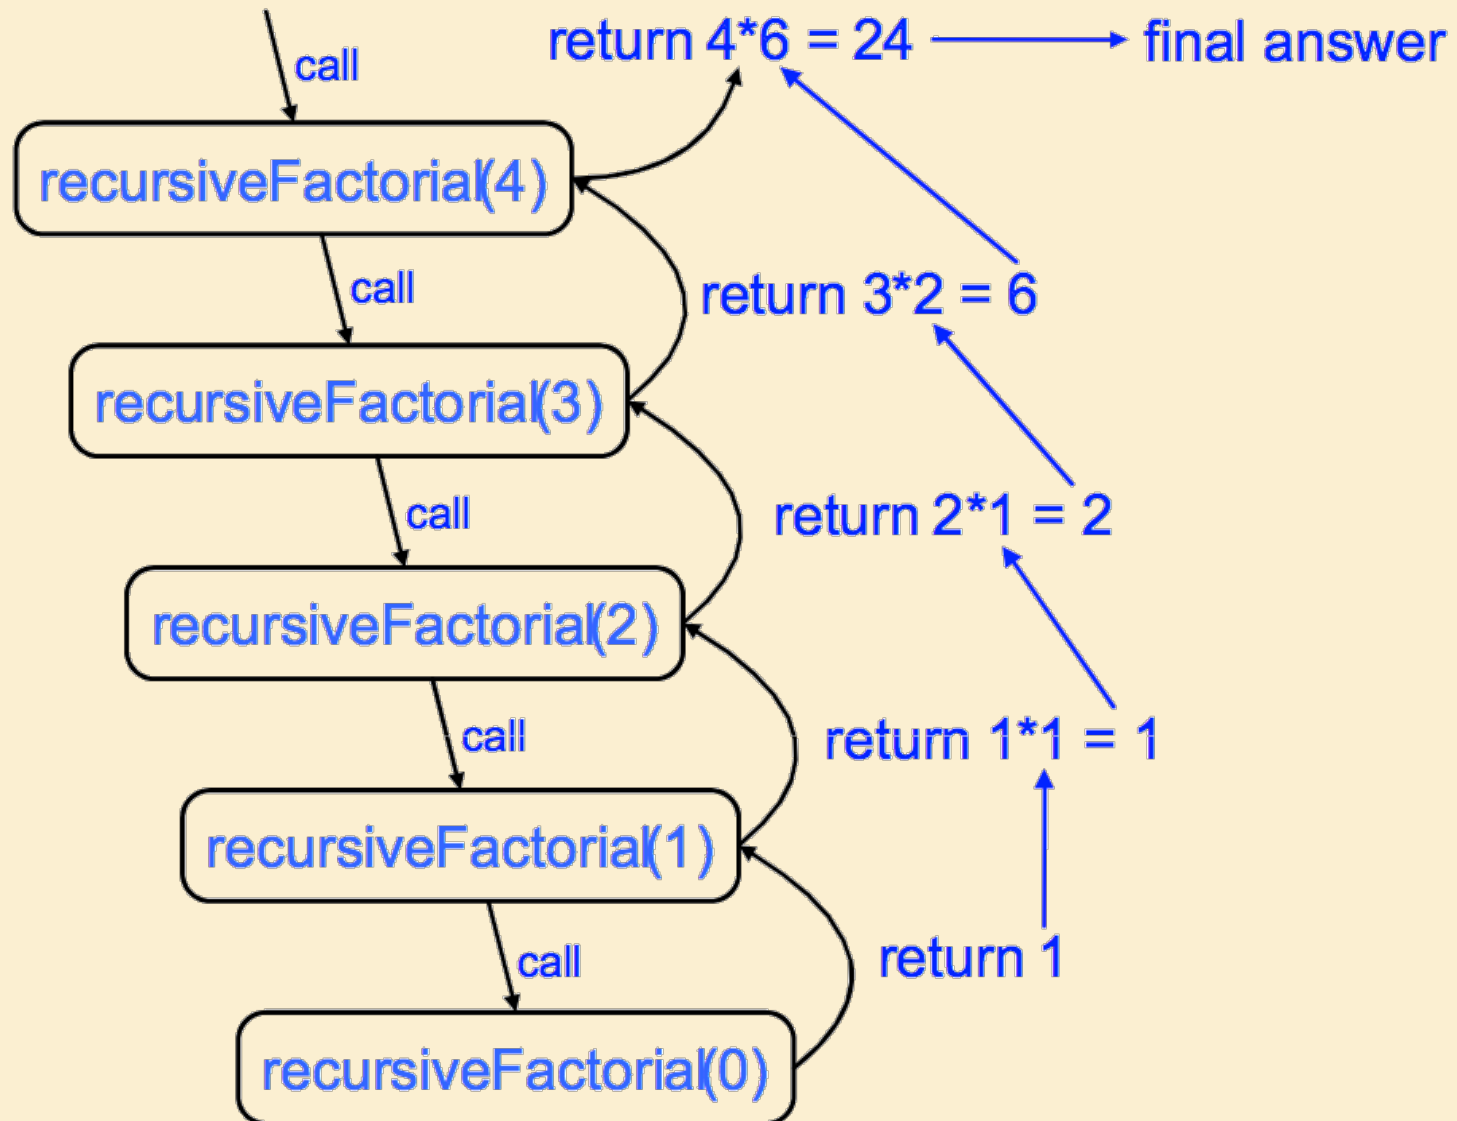 return 4*6 = 24 final answer
call
recursiveFactorial(4)
call
return 3*2 = 6
recursiveFactorial(3)
call
return 2*1 = 2
recursiveFactorial(2)
call
return 1*1 = 1
recursiveFactorial(1)
call
return 1
recursiveFactorial(0)